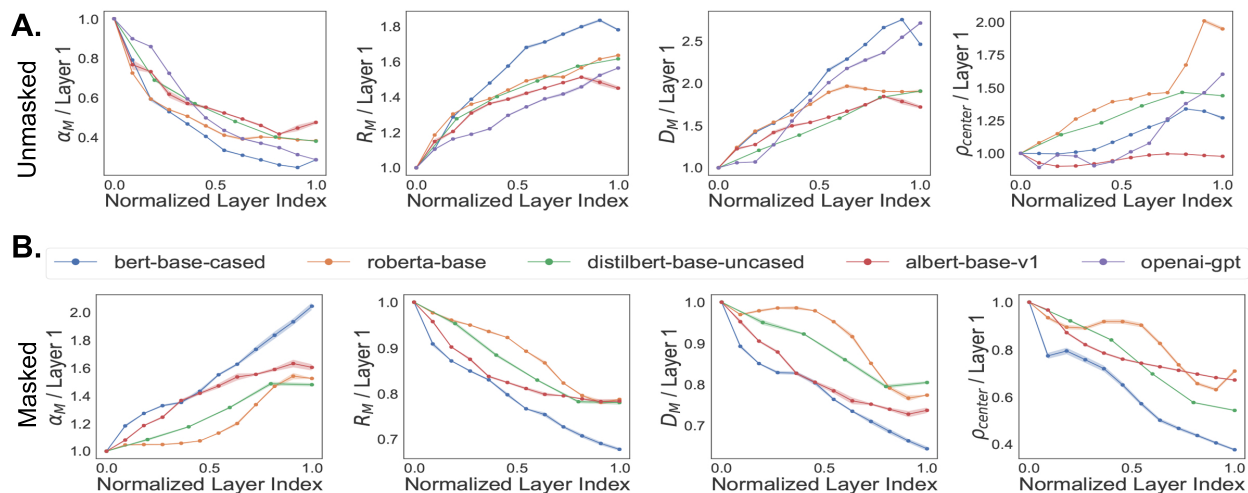 A.
Unmasked
α_M / Layer 1
1.0
0.8
0.6
0.4
0.0 0.5 1.0
Normalized Layer Index
R_M / Layer 1
1.8
1.6
1.4
1.2
1.0
0.0 0.5 1.0
Normalized Layer Index
D_M / Layer 1
2.5
2.0
1.5
1.0
0.0 0.5 1.0
Normalized Layer Index
ρ_center / Layer 1
2.00
1.75
1.50
1.25
1.00
0.0 0.5 1.0
Normalized Layer Index
B.
bert-base-cased roberta-base distilbert-base-uncased albert-base-v1 openai-gpt
Masked
α_M / Layer 1
2.0
1.8
1.6
1.4
1.2
1.0
0.0 0.5 1.0
Normalized Layer Index
R_M / Layer 1
1.0
0.9
0.8
0.7
0.0 0.5 1.0
Normalized Layer Index
D_M / Layer 1
1.0
0.9
0.8
0.7
0.0 0.5 1.0
Normalized Layer Index
ρ_center / Layer 1
1.0
0.8
0.6
0.4
0.0 0.5 1.0
Normalized Layer Index